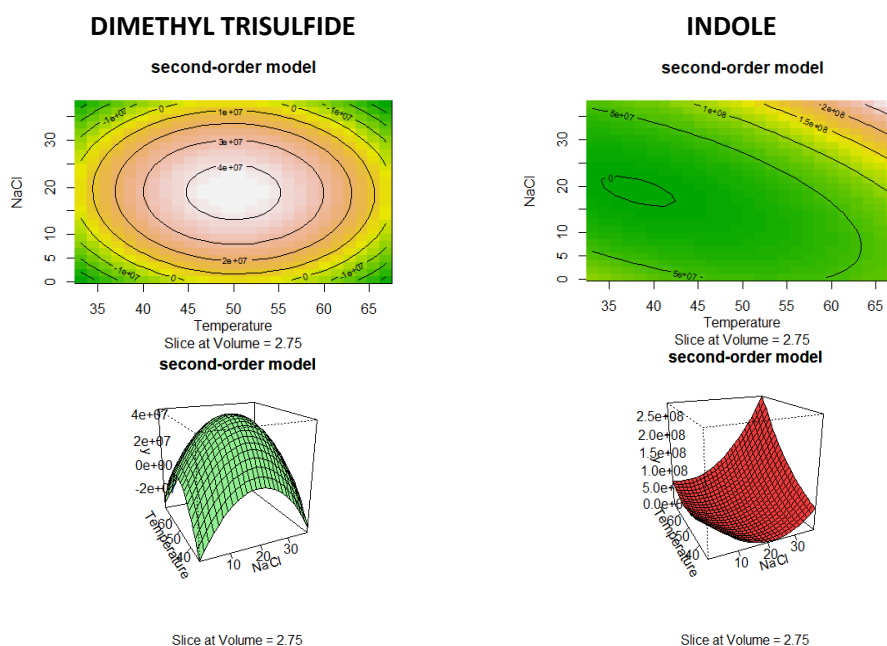 DIMETHYL TRISULFIDE
second-order model
NaCl
30
20
10
5
0
-1e+07
0
1e+07
0
-1e+07
3e+07
4e+07
2e+07
-1e+07
0
0
-1e+07
35 40 45 50 55 60 65
Temperature
Slice at Volume = 2.75
second-order model
4e+07
2e+07
0e+00
-2e+07
y
Temperature
60
50
40
10
20
30
NaCl
Slice at Volume = 2.75
INDOLE
second-order model
NaCl
30
20
10
5
0
5e+07
1e+08
1.5e+08
2e+08
0
5e+07
35 40 45 50 55 60 65
Temperature
Slice at Volume = 2.75
second-order model
2.5e+08
2.0e+08
1.5e+08
1.0e+08
5.0e+07
0.0e+00
y
Temperature
60
50
40
10
20
30
NaCl
Slice at Volume = 2.75